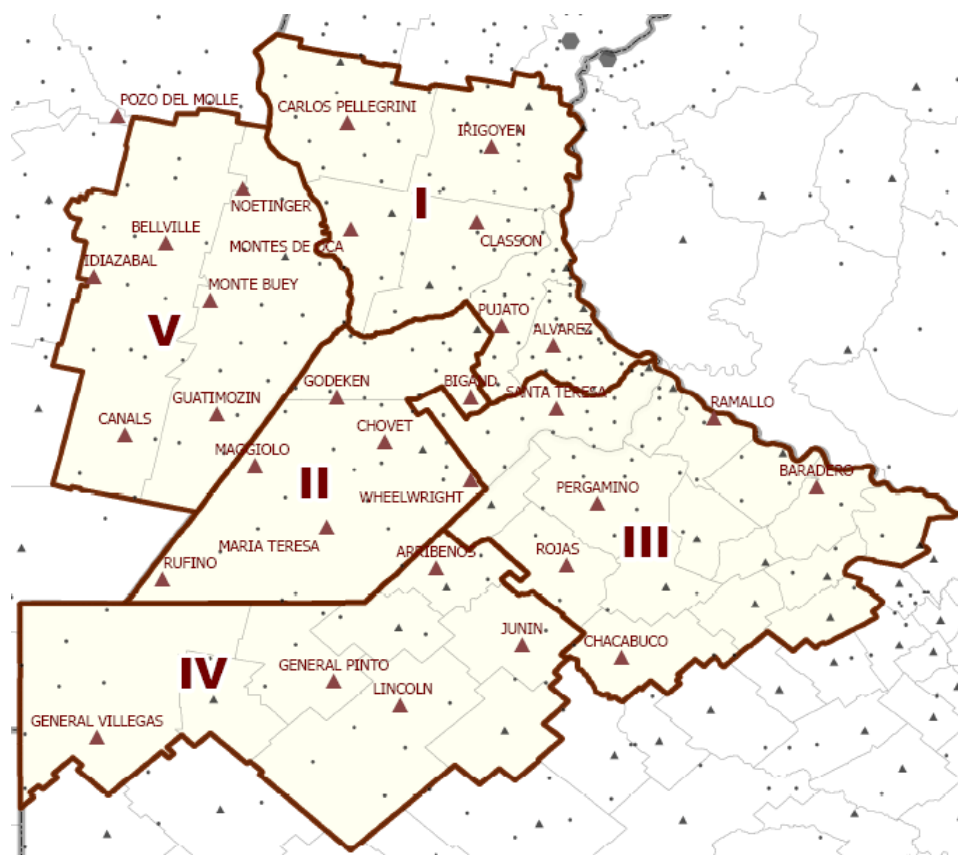 POZO DEL MOLLE
CARLOS PELLEGRINI
IRIGOYEN
NOETINGER
I
BELLVILLE
MONTES DE OCA
CLASSON
IDIAZABAL
MONTE BUEY
V
PUJATO
ALVAREZ
GODEKEN
BIGAND
SANTA TERESA
GUATIMOZIN
RAMALLO
CANALS
CHOVET
MAGGIOLO
BARADERO
II
WHEELWRIGHT
PERGAMINO
MARIA TERESA
III
ARRIBENOS
ROJAS
RUFINO
JUNIN
CHACABUCO
IV
GENERAL PINTO
LINCOLN
GENERAL VILLEGAS